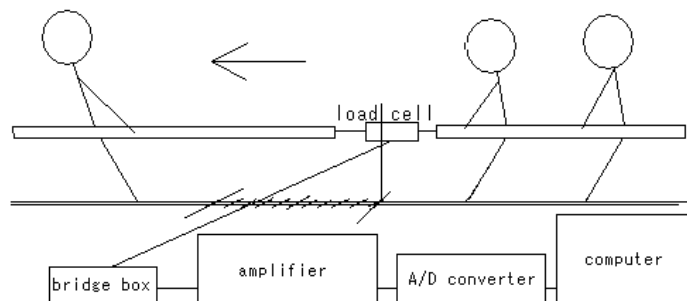 load cell
bridge box
amplifier
A/D converter
computer